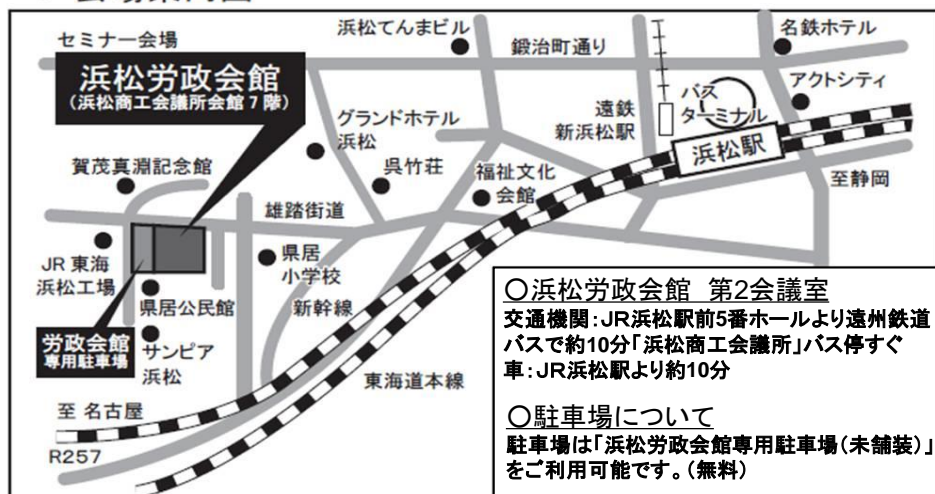 セミナー会場
浜松労政会館
(浜松商工会議所会館7階)
浜松てんまビル
鍛治町通り
名鉄ホテル
アクトシティ
バス
ターミナル
遠鉄
新浜松駅
浜松駅
至静岡
グランドホテル
浜松
呉竹荘
福祉文化
会館
賀茂真淵記念館
雄踏街道
JR東海
浜松工場
県居
小学校
県居公民館
新幹線
労政会館
専用駐車場
サンピア
浜松
東海道本線
至 名古屋
R257
〇浜松労政会館 第2会議室
交通機関:JR浜松駅前5番ホールより遠州鉄道
バスで約10分「浜松商工会議所」バス停すぐ
車:JR浜松駅より約10分
〇駐車場について
駐車場は「浜松労政会館専用駐車場(未舗装)」
をご利用可能です。(無料)